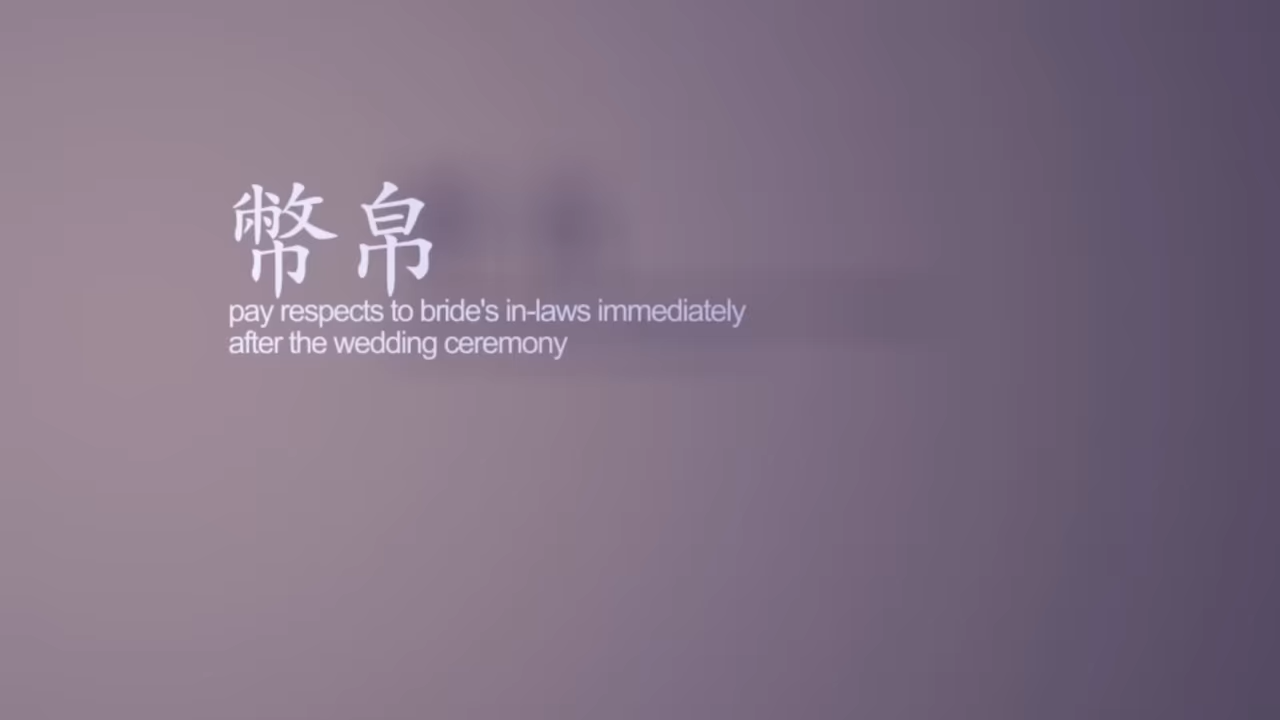 幣帛
pay respects to bride's in-laws immediately
after the wedding ceremony